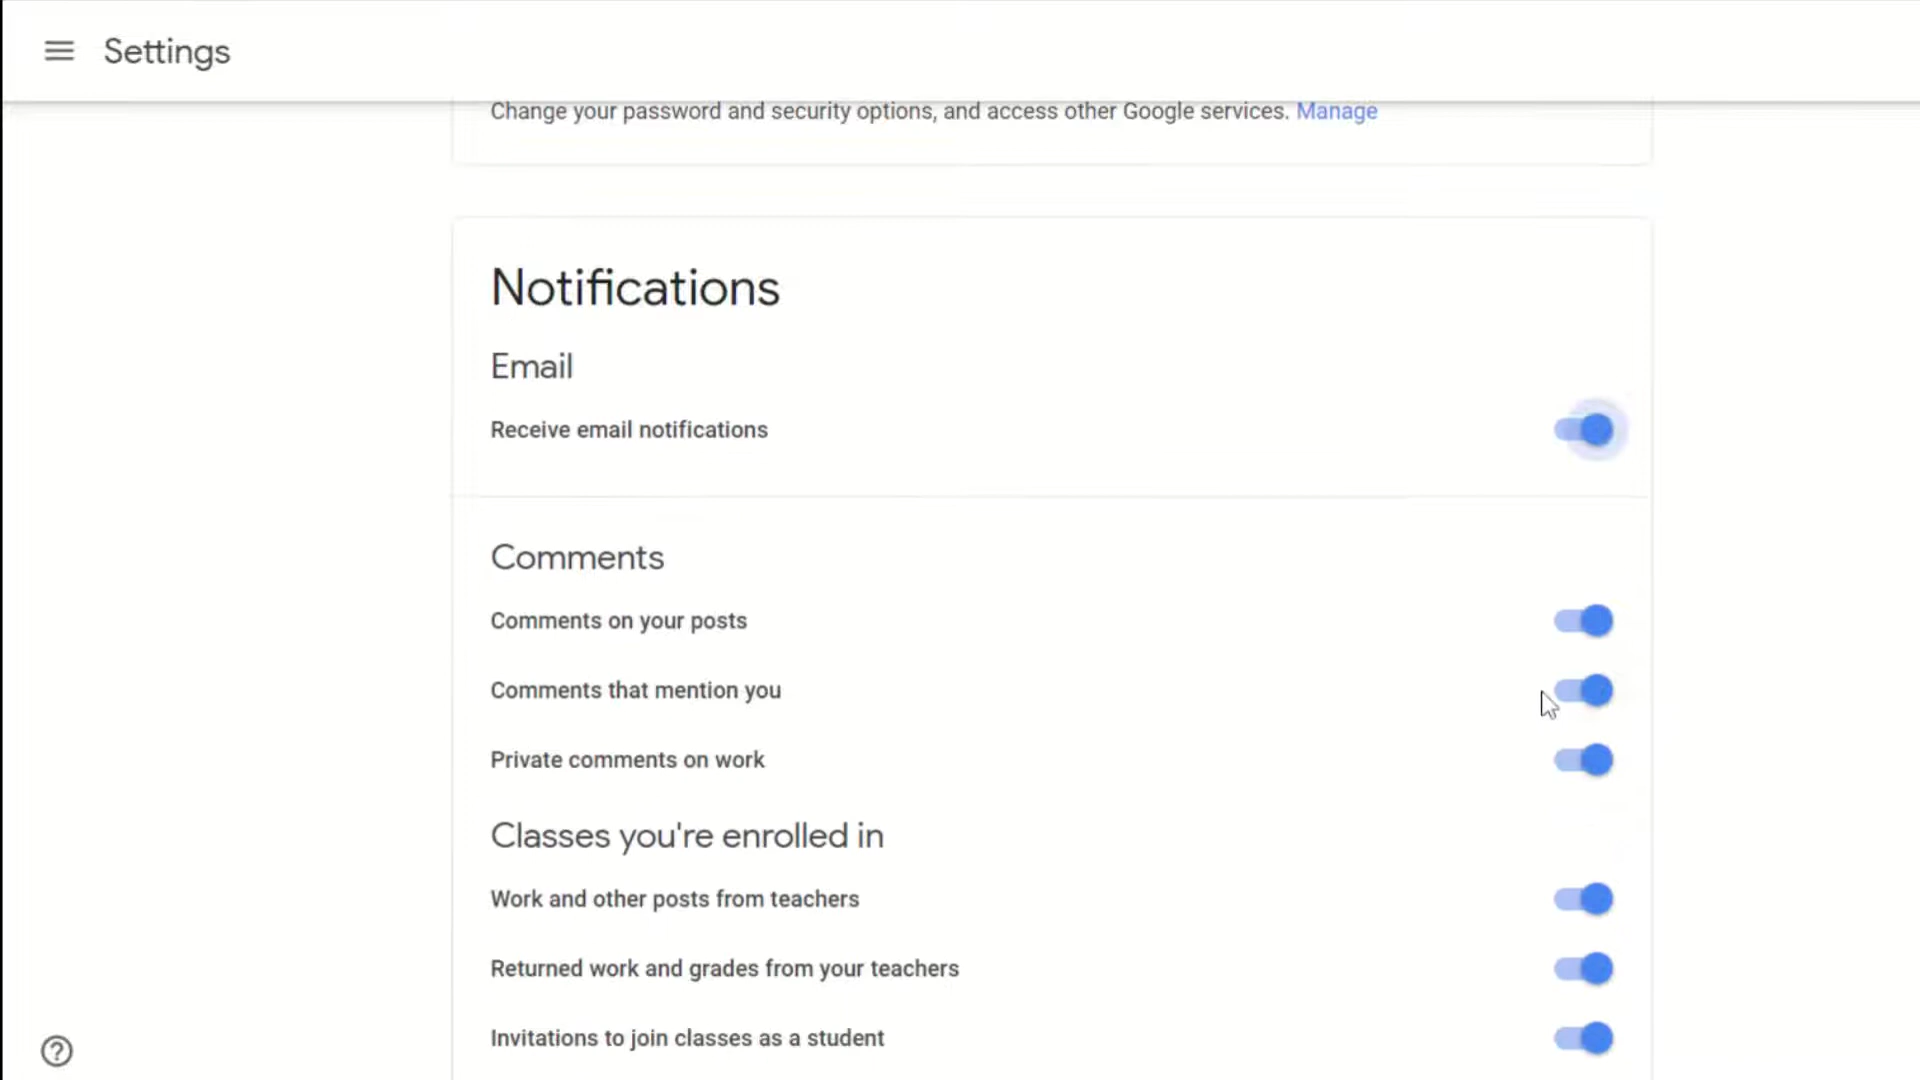 Settings
Change your password and security options, and access other Google services. Manage
Notifications
Email
Receive email notifications
Comments
Comments on your posts
Comments that mention you
Private comments on work
Classes you're enrolled in
Work and other posts from teachers
Returned work and grades from your teachers
Invitations to join classes as a student